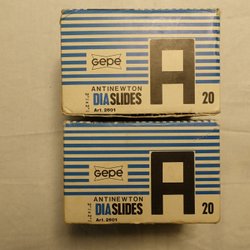 Gepe
A
ANTINEWTON
DIASLIDES
20
Art. 2601
Gepe
A
ANTINEWTON
DIASLIDES
20
Art. 2601